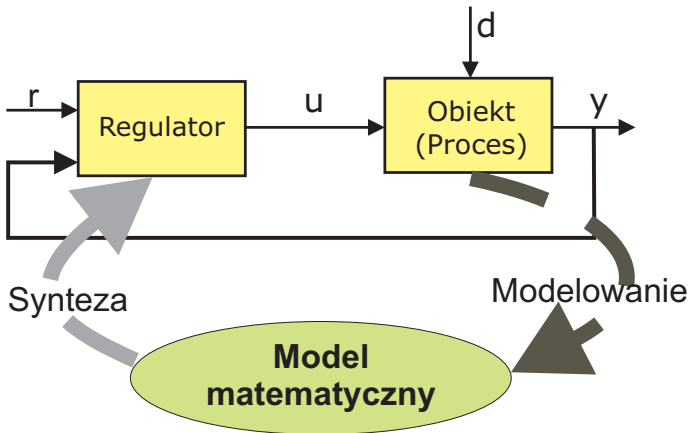 d
r
u
y
Regulator
Obiekt
(Proces)
Synteza
Modelowanie
Model
matematyczny